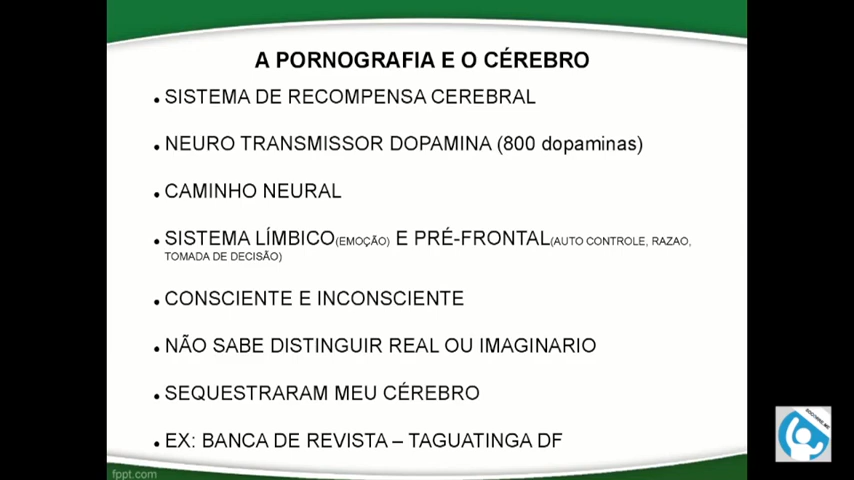 A PORNOGRAFIA E O CÉREBRO
• SISTEMA DE RECOMPENSA CEREBRAL
• NEURO TRANSMISSOR DOPAMINA (800 dopaminas)
• CAMINHO NEURAL
• SISTEMA LÍMBICO(EMOÇÃO) E PRÉ-FRONTAL(AUTO CONTROLE, RAZAO,
TOMADA DE DECISÃO)
• CONSCIENTE E INCONSCIENTE
• NÃO SABE DISTINGUIR REAL OU IMAGINARIO
• SEQUESTRARAM MEU CÉREBRO
• EX: BANCA DE REVISTA – TAGUATINGA DF
fppt.com